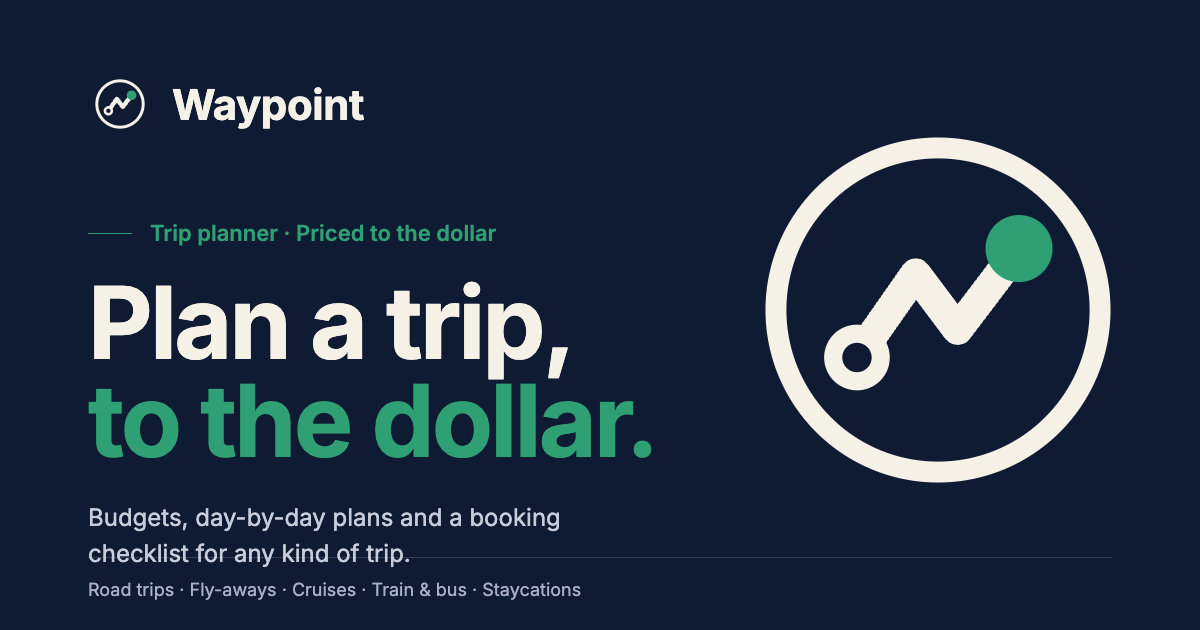 Waypoint
Trip planner · Priced to the dollar
Plan a trip,
to the dollar.
Budgets, day-by-day plans and a booking
checklist for any kind of trip.
Road trips · Fly-aways · Cruises · Train & bus · Staycations